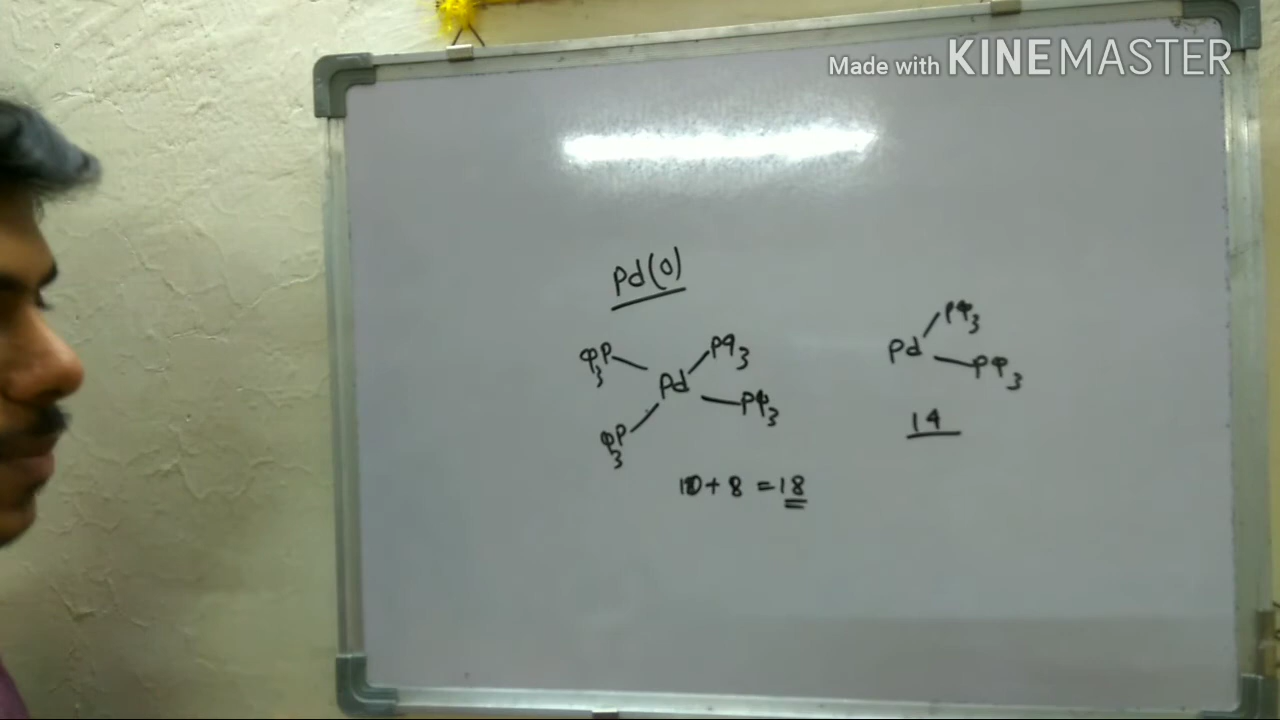 Made with KINEMASTER
Pd(0)
φ₃P PΦ₃
Pd
PΦ₃
φ₃P
10 + 8 = 18
PΦ₃
Pd
PΦ₃
14